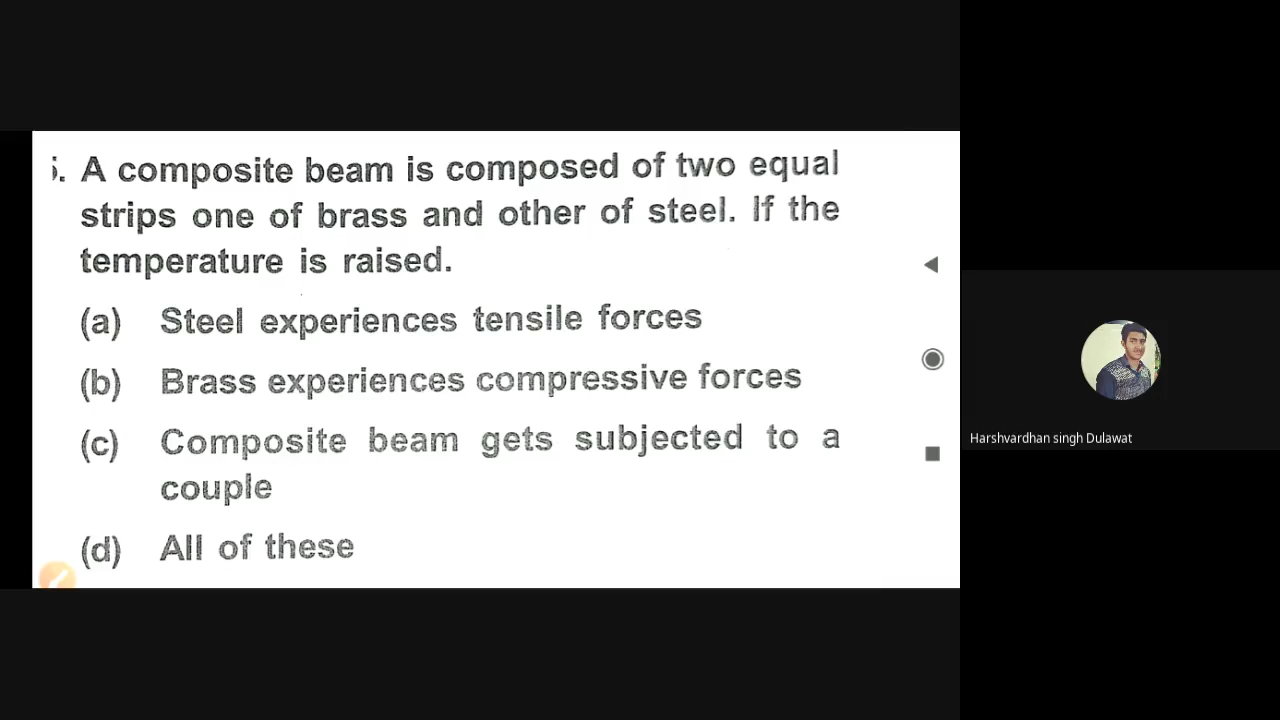 5. A composite beam is composed of two equal
strips one of brass and other of steel. If the
temperature is raised.
(a) Steel experiences tensile forces
(b) Brass experiences compressive forces
(c) Composite beam gets subjected to a
couple
(d) All of these
Harshvardhan singh Dulawat